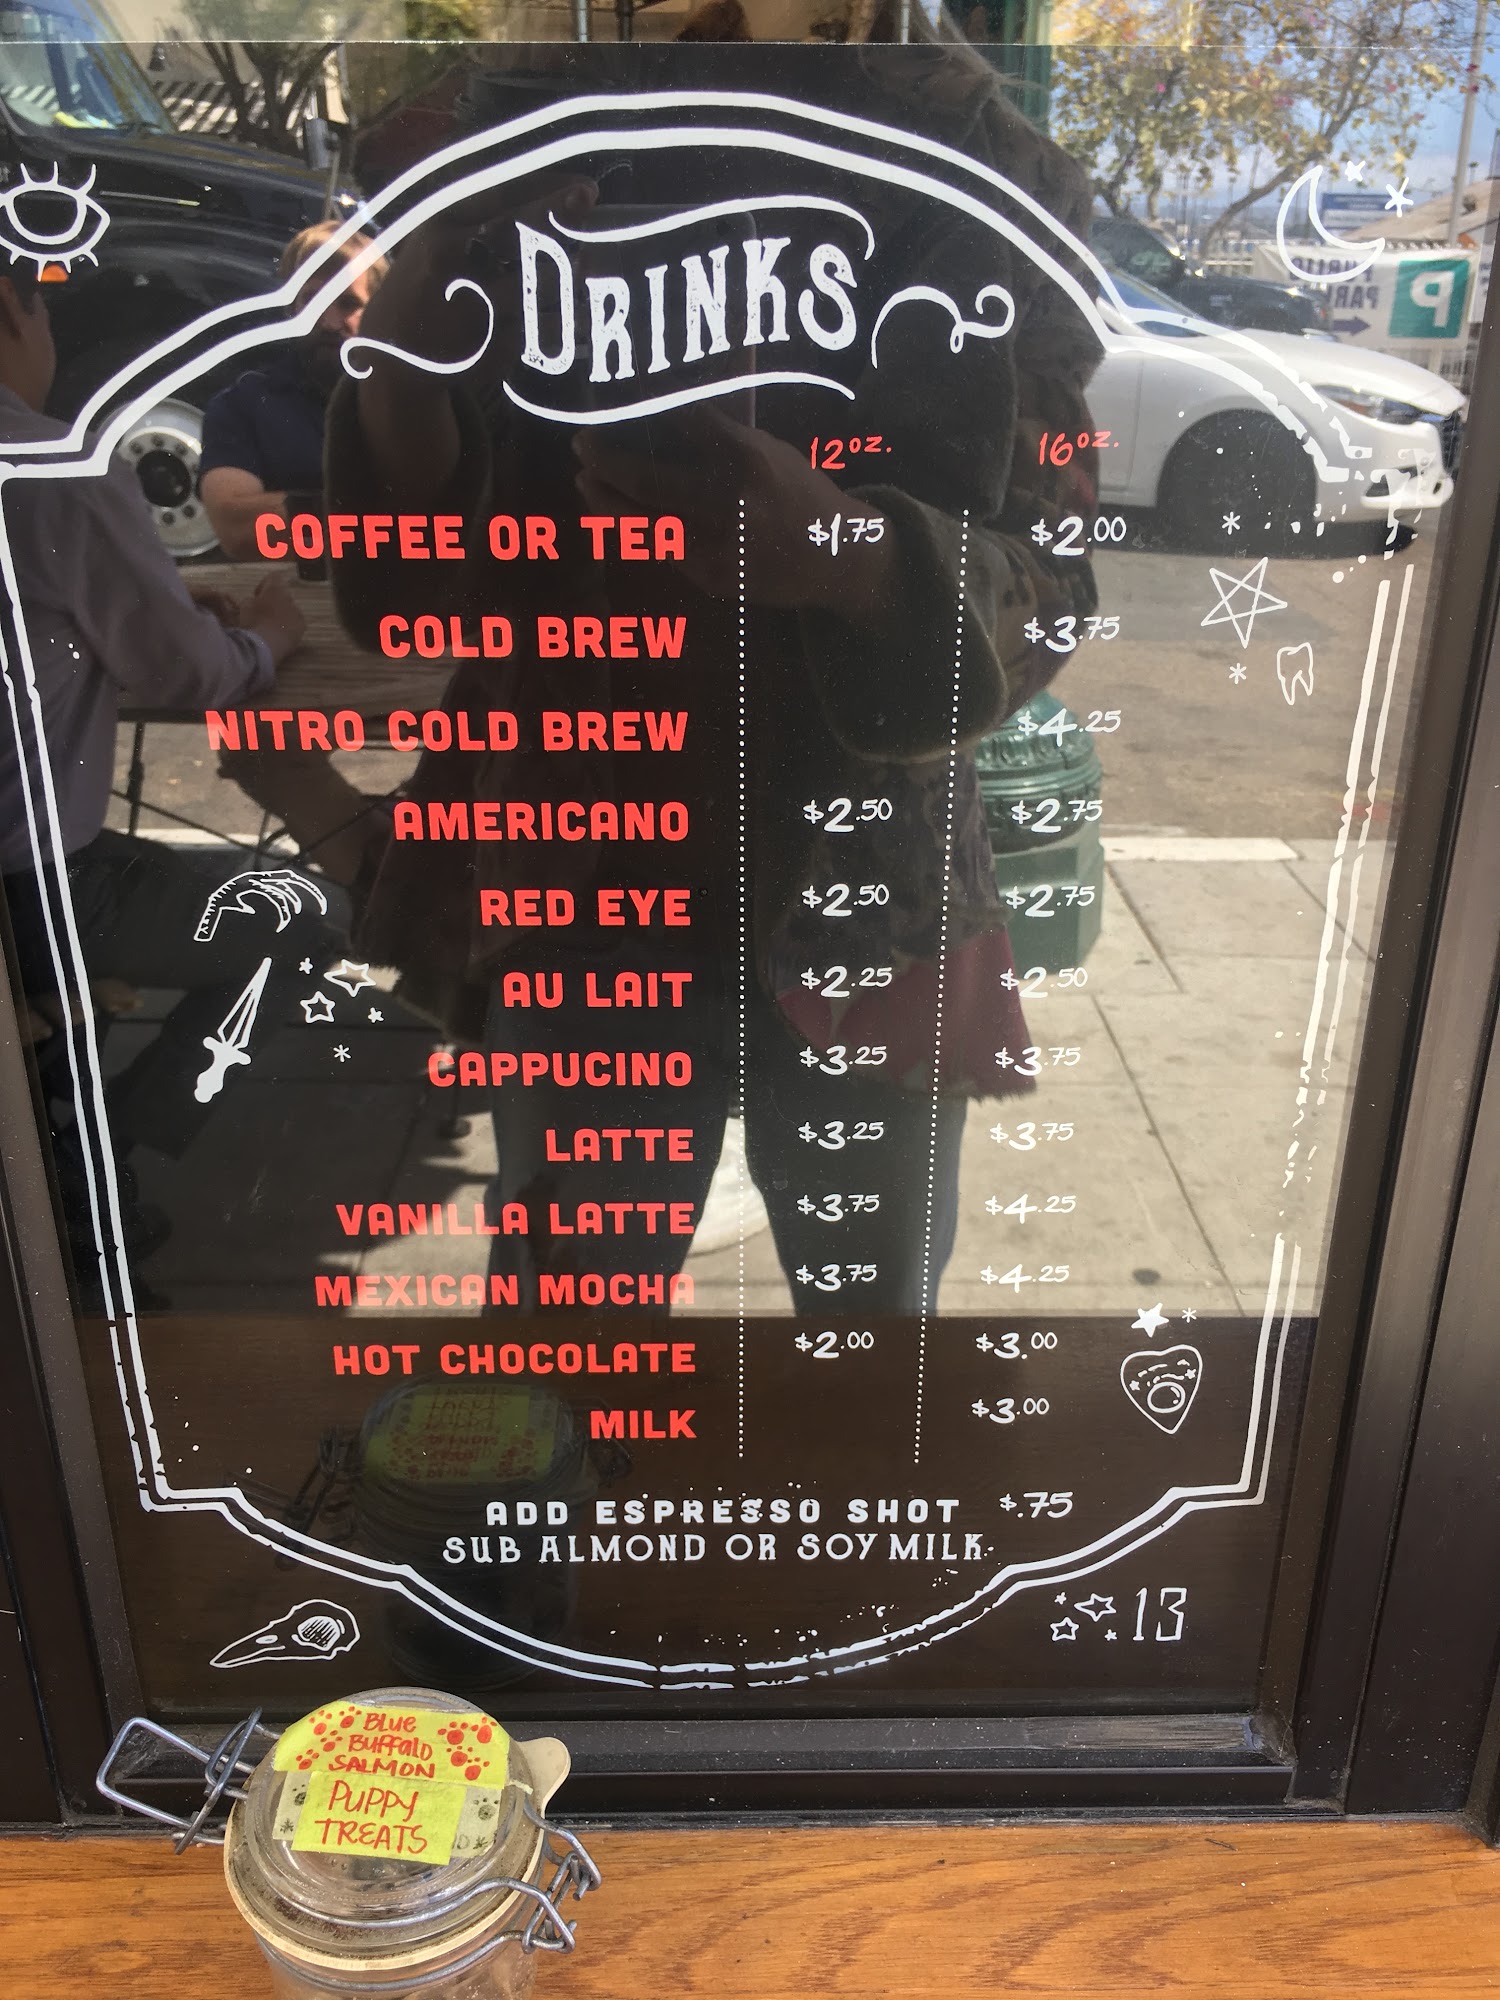 DRINKS
12oz. 16oz.
COFFEE OR TEA $1.75 $2.00
COLD BREW $3.75
NITRO COLD BREW $4.25
AMERICANO $2.50 $2.75
RED EYE $2.50 $2.75
AU LAIT $2.25 $2.50
CAPPUCINO $3.25 $3.75
LATTE $3.25 $3.75
VANILLA LATTE $3.75 $4.25
MEXICAN MOCHA $3.75 $4.25
HOT CHOCOLATE $2.00 $3.00
MILK $3.00
ADD ESPRESSO SHOT $.75
SUB ALMOND OR SOY MILK
13
BLUE
BUFFALO
SALMON
PUPPY
TREATS
P